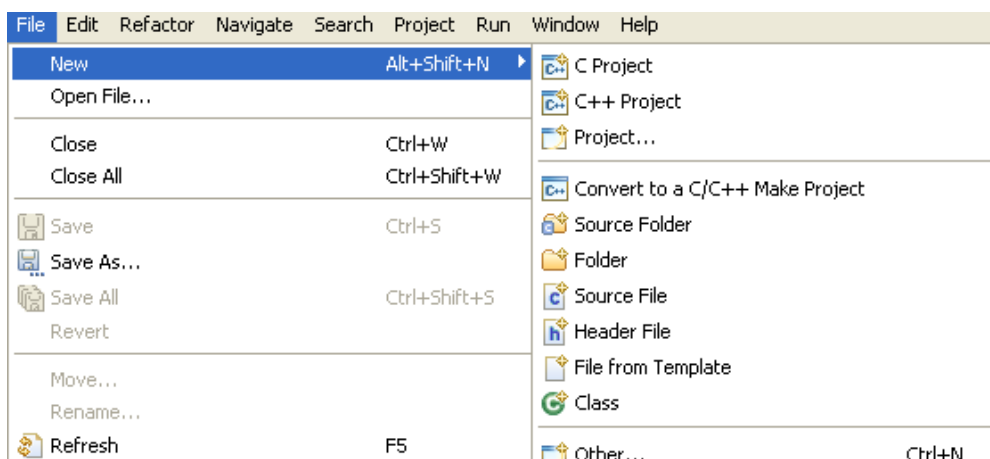 File Edit Refactor Navigate Search Project Run Window Help
New Alt+Shift+N
Open File...
Close Ctrl+W
Close All Ctrl+Shift+W
Save Ctrl+S
Save As...
Save All Ctrl+Shift+S
Revert
Move...
Rename...
Refresh F5
C Project
C++ Project
Project...
Convert to a C/C++ Make Project
Source Folder
Folder
Source File
Header File
File from Template
Class
Other... Ctrl+N